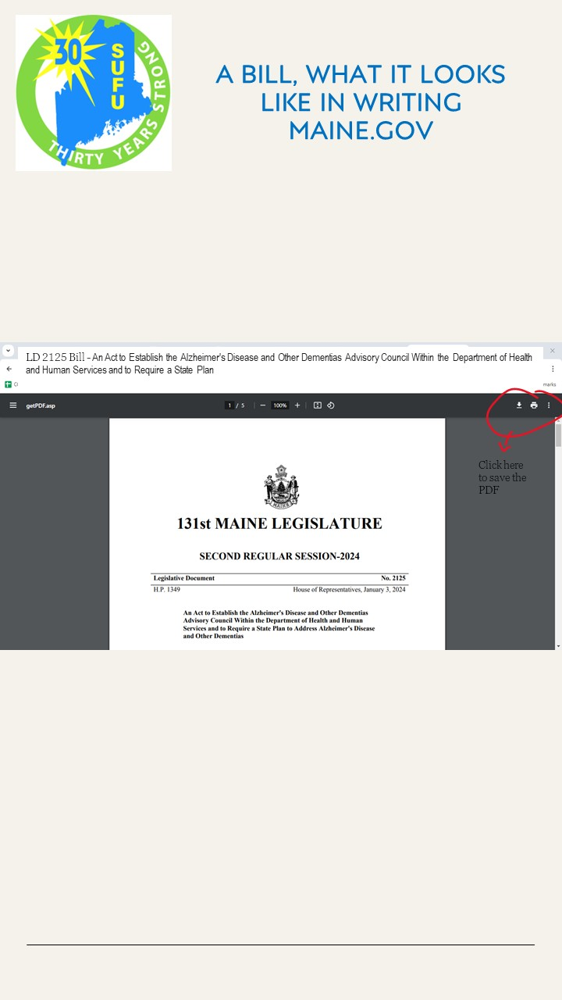 30
SUFU
THIRTY YEARS STRONG
A BILL, WHAT IT LOOKS
LIKE IN WRITING
MAINE.GOV
LD 2125 Bill - An Act to Establish the Alzheimer's Disease and Other Dementias Advisory Council Within the Department of Health
and Human Services and to Require a State Plan
marks
getPDF.asp
1 / 5
100%
Click here
to save the
PDF
MAINE
131st MAINE LEGISLATURE
SECOND REGULAR SESSION-2024
Legislative Document No. 2125
H.P. 1349 House of Representatives, January 3, 2024
An Act to Establish the Alzheimer's Disease and Other Dementias
Advisory Council Within the Department of Health and Human
Services and to Require a State Plan to Address Alzheimer's Disease
and Other Dementias